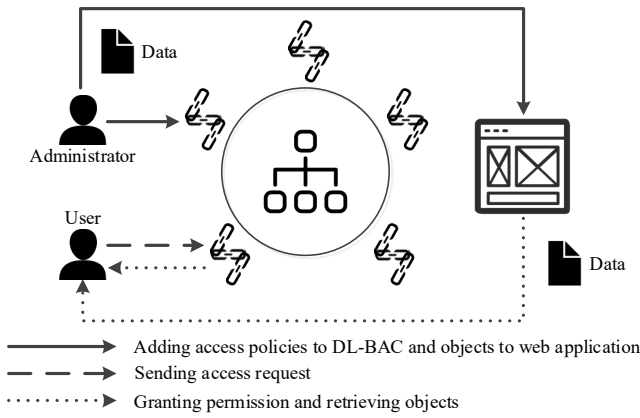 Data
Administrator
User
Data
Adding access policies to DL-BAC and objects to web application
Sending access request
Granting permission and retrieving objects